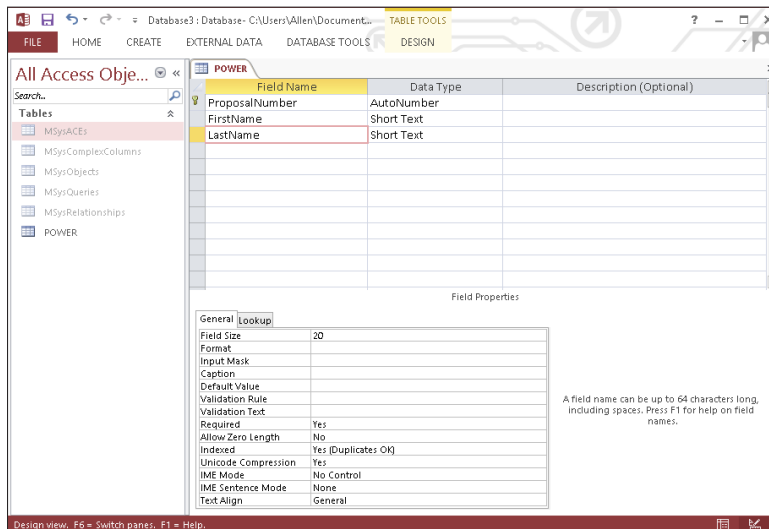 Database3 : Database- C:\Users\Allen\Document... TABLE TOOLS ?
FILE HOME CREATE EXTERNAL DATA DATABASE TOOLS DESIGN
All Access Obje... «
Search..
Tables
MSysACEs
MSysComplexColumns
MSysObjects
MSysQueries
MSysRelationships
POWER
POWER
Field Name Data Type Description (Optional)
ProposalNumber AutoNumber
FirstName Short Text
LastName Short Text
Field Properties
General Lookup
Field Size 20
Format
Input Mask
Caption
Default Value
Validation Rule
Validation Text
Required Yes
Allow Zero Length No
Indexed Yes (Duplicates OK)
Unicode Compression Yes
IME Mode No Control
IME Sentence Mode None
Text Align General
A field name can be up to 64 characters long,
including spaces. Press F1 for help on field
names.
Design view. F6 = Switch panes. F1 = Help.